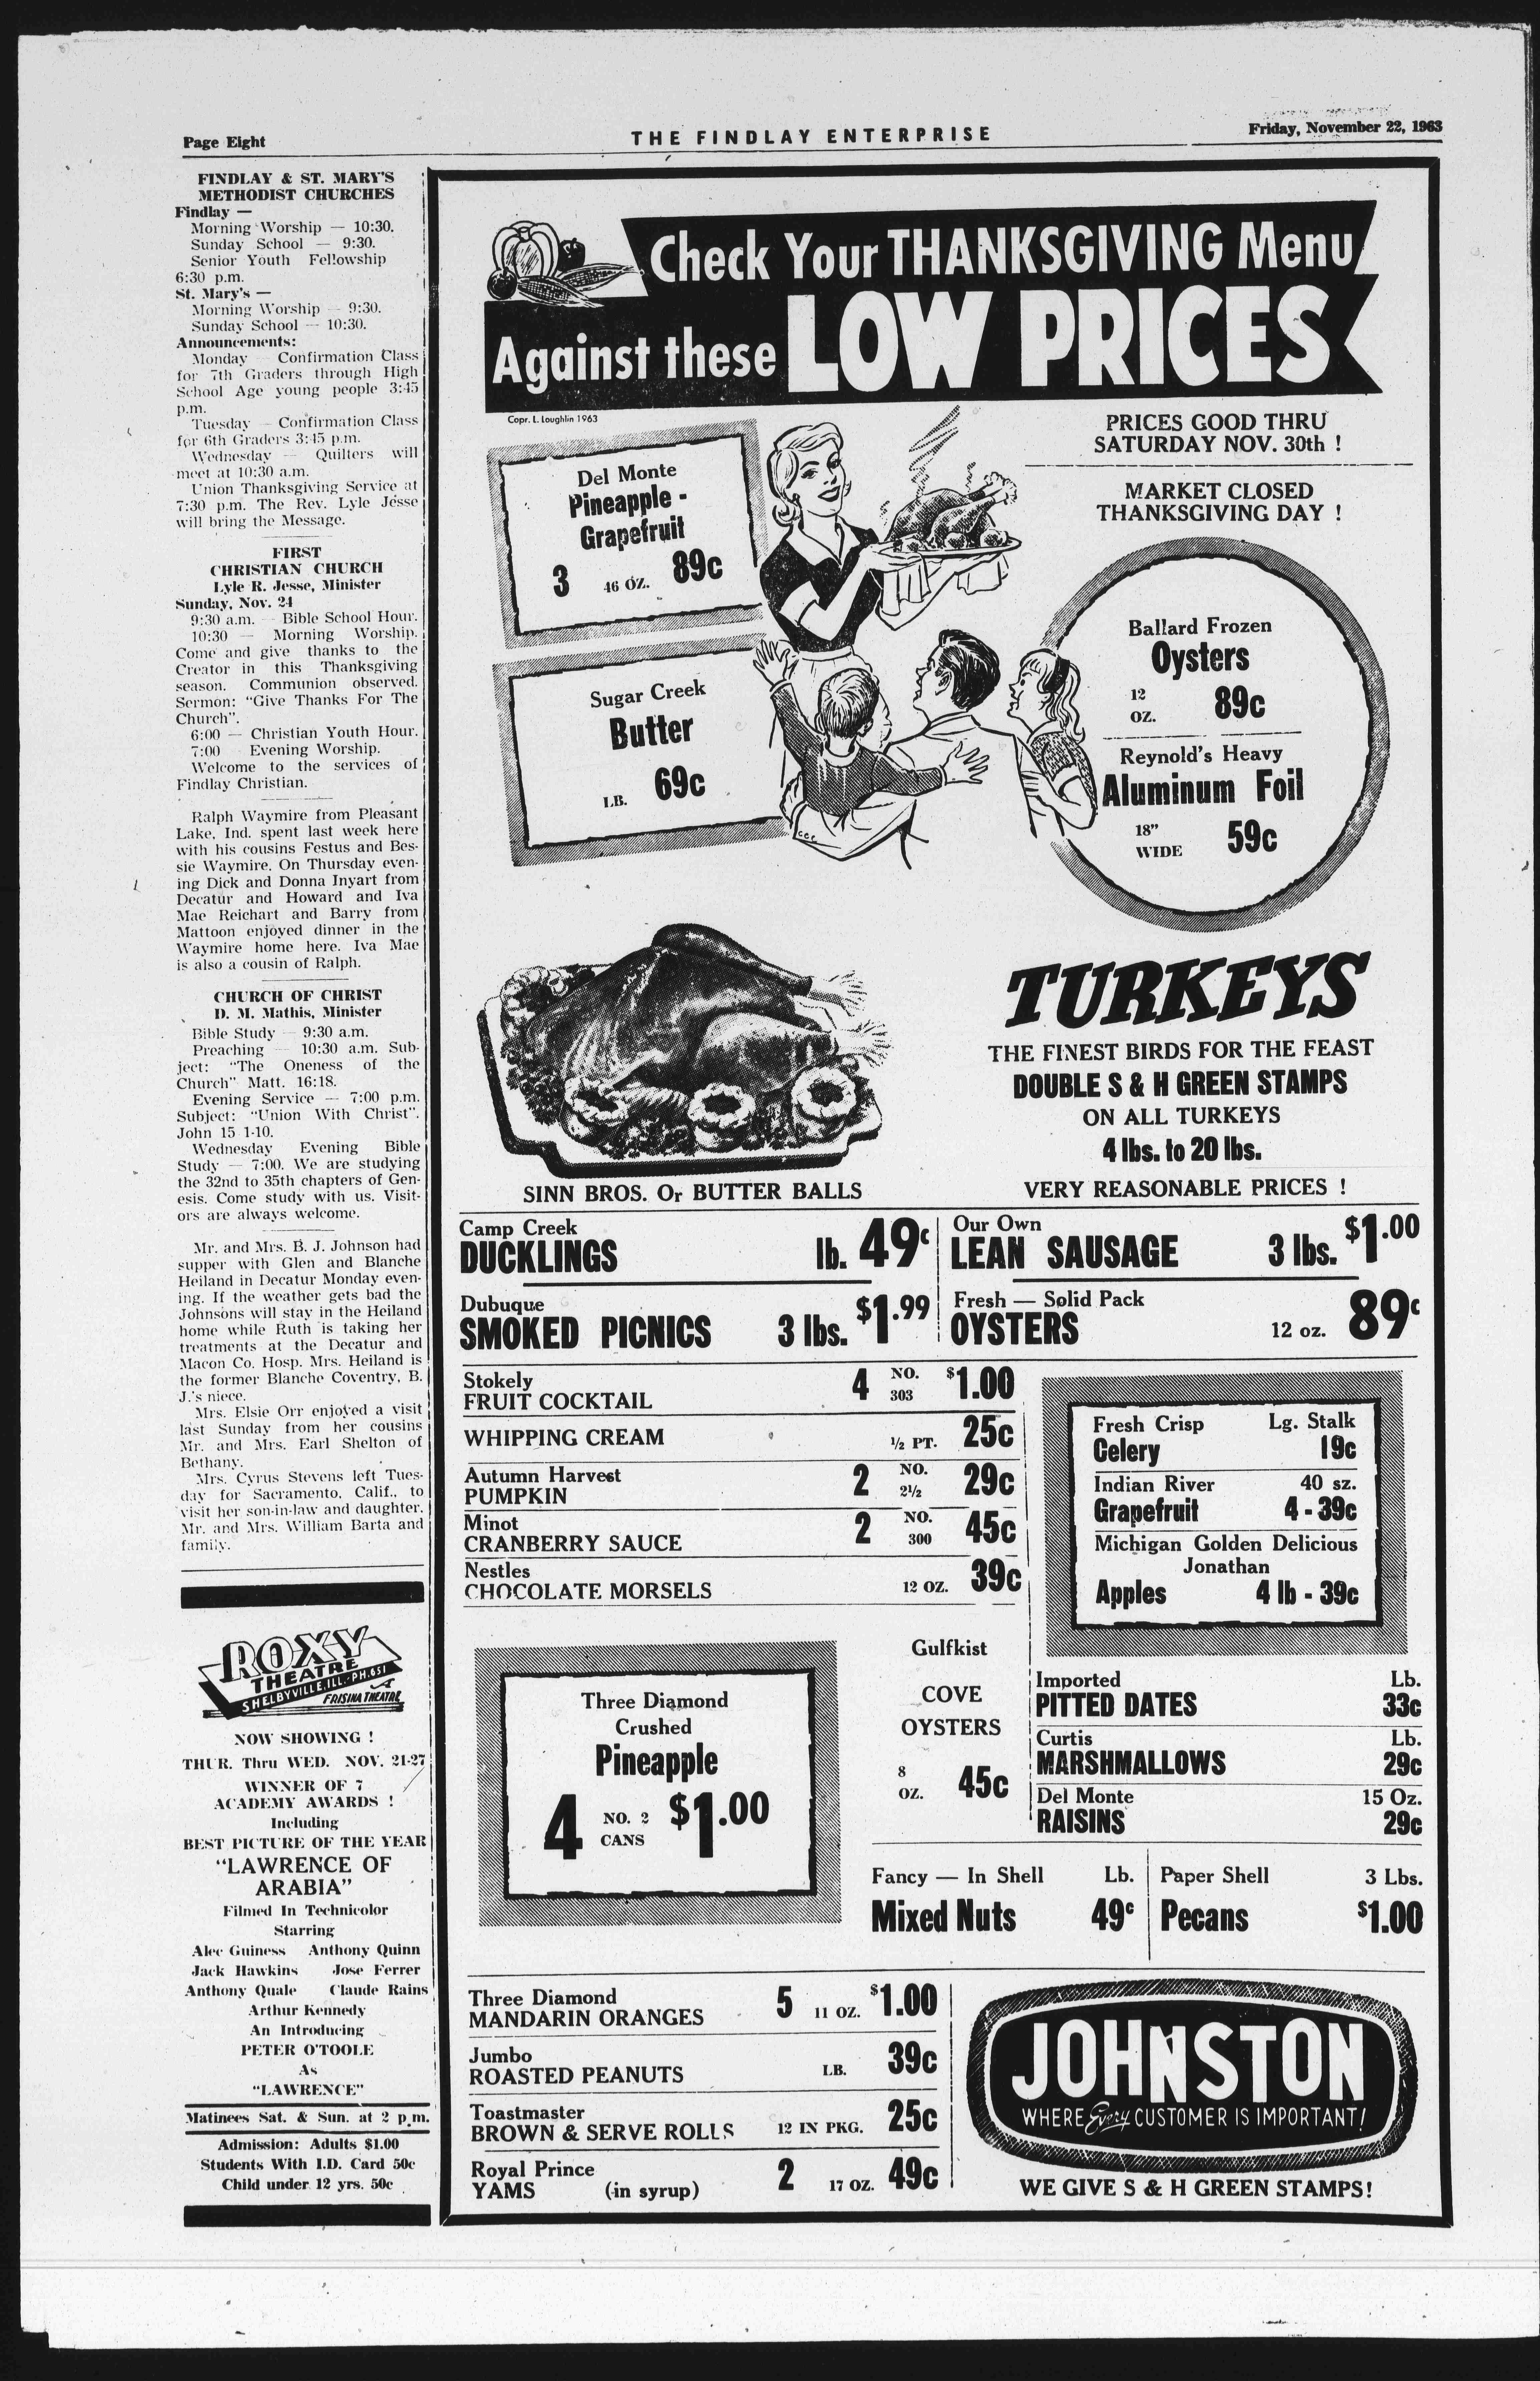 Page Eight
THE FINDLAY ENTERPRISE
Friday, November 22, 1963
FINDLAY & ST. MARY'S
METHODIST CHURCHES
Findlay —
Morning Worship — 10:30.
Sunday School — 9:30.
Senior Youth Fellowship
6:30 p.m.
St. Mary's —
Morning Worship — 9:30.
Sunday School — 10:30.
Announcements:
Monday — Confirmation Class
for 7th Graders through High
School Age young people 3:45
p.m.
Tuesday — Confirmation Class
for 6th Graders 3:45 p.m.
Wednesday — Quilters will
meet at 10:30 a.m.
Union Thanksgiving Service at
7:30 p.m. The Rev. Lyle Jesse
will bring the Message.
FIRST
CHRISTIAN CHURCH
Lyle R. Jesse, Minister
Sunday, Nov. 24
9:30 a.m. — Bible School Hour.
10:30 — Morning Worship.
Come and give thanks to the
Creator in this Thanksgiving
season. Communion observed.
Sermon: "Give Thanks For The
Church".
6:00 — Christian Youth Hour.
7:00 Evening Worship.
Welcome to the services of
Findlay Christian.
Ralph Waymire from Pleasant
Lake, Ind. spent last week here
with his cousins Festus and Bes-
sie Waymire. On Thursday even-
ing Dick and Donna Inyart from
Decatur and Howard and Iva
Mae Reichart and Barry from
Mattoon enjoyed dinner in the
Waymire home here. Iva Mae
is also a cousin of Ralph.
CHURCH OF CHRIST
D. M. Mathis, Minister
Bible Study — 9:30 a.m.
Preaching — 10:30 a.m. Sub-
ject: "The Oneness of the
Church" Matt. 16:18.
Evening Service — 7:00 p.m.
Subject: "Union With Christ".
John 15 1-10.
Wednesday Evening Bible
Study — 7:00. We are studying
the 32nd to 35th chapters of Gen-
esis. Come study with us. Visit-
ors are always welcome.
Mr. and Mrs. B. J. Johnson had
supper with Glen and Blanche
Heiland in Decatur Monday even-
ing. If the weather gets bad the
Johnsons will stay in the Heiland
home while Ruth is taking her
treatments at the Decatur and
Macon Co. Hosp. Mrs. Heiland is
the former Blanche Coventry, B.
J.'s niece.
Mrs. Elsie Orr enjoyed a visit
last Sunday from her cousins
Mr. and Mrs. Earl Shelton of
Bethany.
Mrs. Cyrus Stevens left Tues-
day for Sacramento, Calif., to
visit her son-in-law and daughter.
Mr. and Mrs. William Barta and
family.
ROXY
THEATRE
SHELBYVILLE, ILL.-PH.651
FRISINA THEATRE
NOW SHOWING !
THUR. Thru WED. NOV. 21-27
WINNER OF 7
ACADEMY AWARDS !
Including
BEST PICTURE OF THE YEAR
"LAWRENCE OF
ARABIA"
Filmed In Technicolor
Starring
Alec Guiness Anthony Quinn
Jack Hawkins Jose Ferrer
Anthony Quale Claude Rains
Arthur Kennedy
An Introducing
PETER O'TOOLE
As
"LAWRENCE"
Matinees Sat. & Sun. at 2 p.m.
Admission: Adults $1.00
Students With I.D. Card 50c
Child under 12 yrs. 50c
Check Your THANKSGIVING Menu
Against these LOW PRICES
Copr. L. Loughlin 1963
PRICES GOOD THRU
SATURDAY NOV. 30th !
MARKET CLOSED
THANKSGIVING DAY !
Del Monte
Pineapple -
Grapefruit
3 46 OZ. 89c
Sugar Creek
Butter
LB. 69c
Ballard Frozen
Oysters
12 OZ. 89c
Reynold's Heavy
Aluminum Foil
18" WIDE 59c
TURKEYS
THE FINEST BIRDS FOR THE FEAST
DOUBLE S & H GREEN STAMPS
ON ALL TURKEYS
4 lbs. to 20 lbs.
SINN BROS. Or BUTTER BALLS
VERY REASONABLE PRICES !
Camp Creek
DUCKLINGS lb. 49c
Our Own
LEAN SAUSAGE 3 lbs. $1.00
Dubuque
SMOKED PICNICS 3 lbs. $1.99
Fresh — Solid Pack
OYSTERS 12 oz. 89c
Stokely
FRUIT COCKTAIL 4 NO. 303 $1.00
WHIPPING CREAM ½ PT. 25c
Autumn Harvest
PUMPKIN 2 NO. 2½ 29c
Minot
CRANBERRY SAUCE 2 NO. 300 45c
Nestles
CHOCOLATE MORSELS 12 OZ. 39c
Fresh Crisp Lg. Stalk
Celery 19c
Indian River 40 sz.
Grapefruit 4 - 39c
Michigan Golden Delicious
Jonathan
Apples 4 lb - 39c
Three Diamond
Crushed
Pineapple
4 NO. 2 CANS $1.00
Gulfkist
COVE
OYSTERS
8 OZ. 45c
Imported Lb.
PITTED DATES 33c
Curtis Lb.
MARSHMALLOWS 29c
Del Monte 15 Oz.
RAISINS 29c
Fancy — In Shell Lb.
Mixed Nuts 49c
Paper Shell 3 Lbs.
Pecans $1.00
Three Diamond
MANDARIN ORANGES 5 11 OZ. $1.00
Jumbo
ROASTED PEANUTS LB. 39c
Toastmaster
BROWN & SERVE ROLLS 12 IN PKG. 25c
Royal Prince
YAMS (in syrup) 2 17 OZ. 49c
JOHNSTON
WHERE Every CUSTOMER IS IMPORTANT!
WE GIVE S & H GREEN STAMPS!